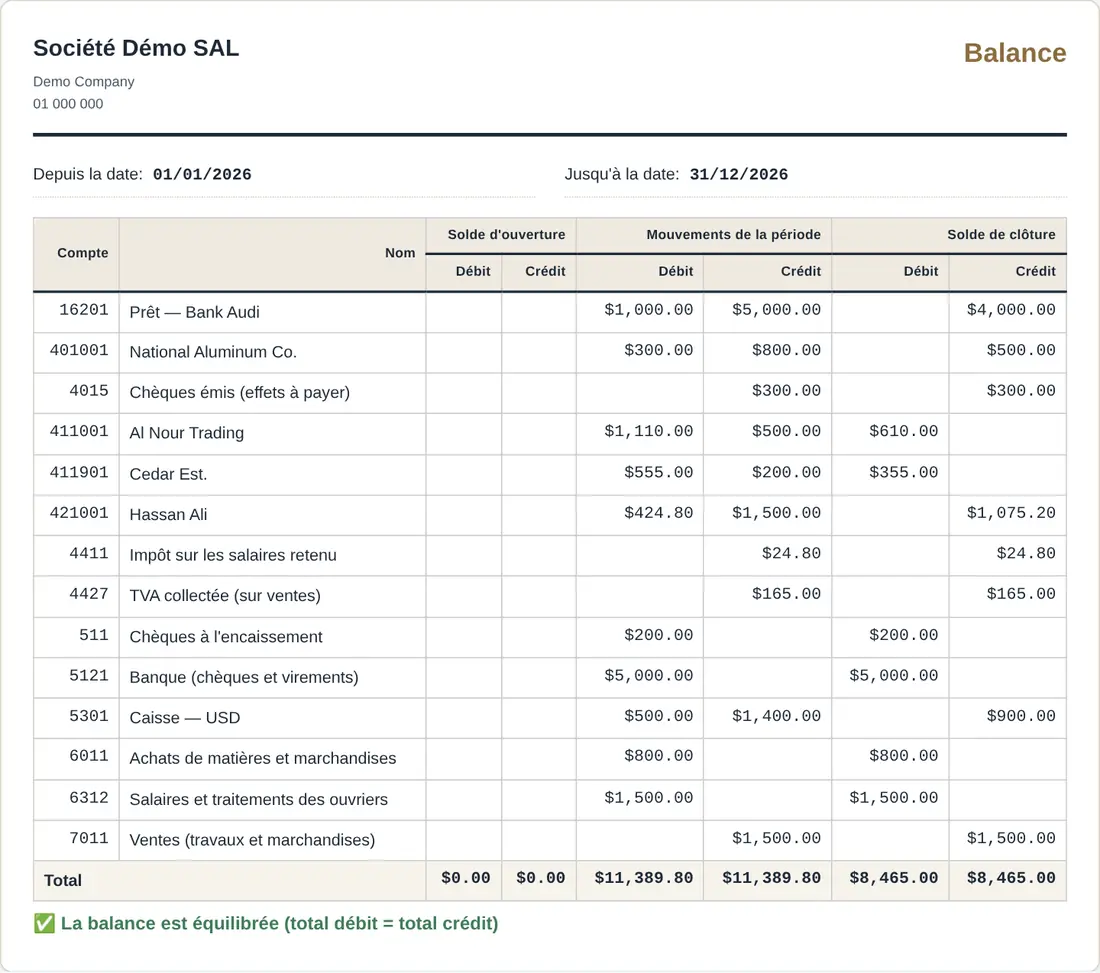 Société Démo SAL
Balance
Demo Company
01 000 000
Depuis la date: 01/01/2026
Jusqu'à la date: 31/12/2026
Compte Nom Solde d'ouverture Mouvements de la période Solde de clôture
Débit Crédit Débit Crédit Débit Crédit
16201 Prêt — Bank Audi $1,000.00 $5,000.00 $4,000.00
401001 National Aluminum Co. $300.00 $800.00 $500.00
4015 Chèques émis (effets à payer) $300.00 $300.00
411001 Al Nour Trading $1,110.00 $500.00 $610.00
411901 Cedar Est. $555.00 $200.00 $355.00
421001 Hassan Ali $424.80 $1,500.00 $1,075.20
4411 Impôt sur les salaires retenu $24.80 $24.80
4427 TVA collectée (sur ventes) $165.00 $165.00
511 Chèques à l'encaissement $200.00 $200.00
5121 Banque (chèques et virements) $5,000.00 $5,000.00
5301 Caisse — USD $500.00 $1,400.00 $900.00
6011 Achats de matières et marchandises $800.00 $800.00
6312 Salaires et traitements des ouvriers $1,500.00 $1,500.00
7011 Ventes (travaux et marchandises) $1,500.00 $1,500.00
Total $0.00 $0.00 $11,389.80 $11,389.80 $8,465.00 $8,465.00
✅ La balance est équilibrée (total débit = total crédit)